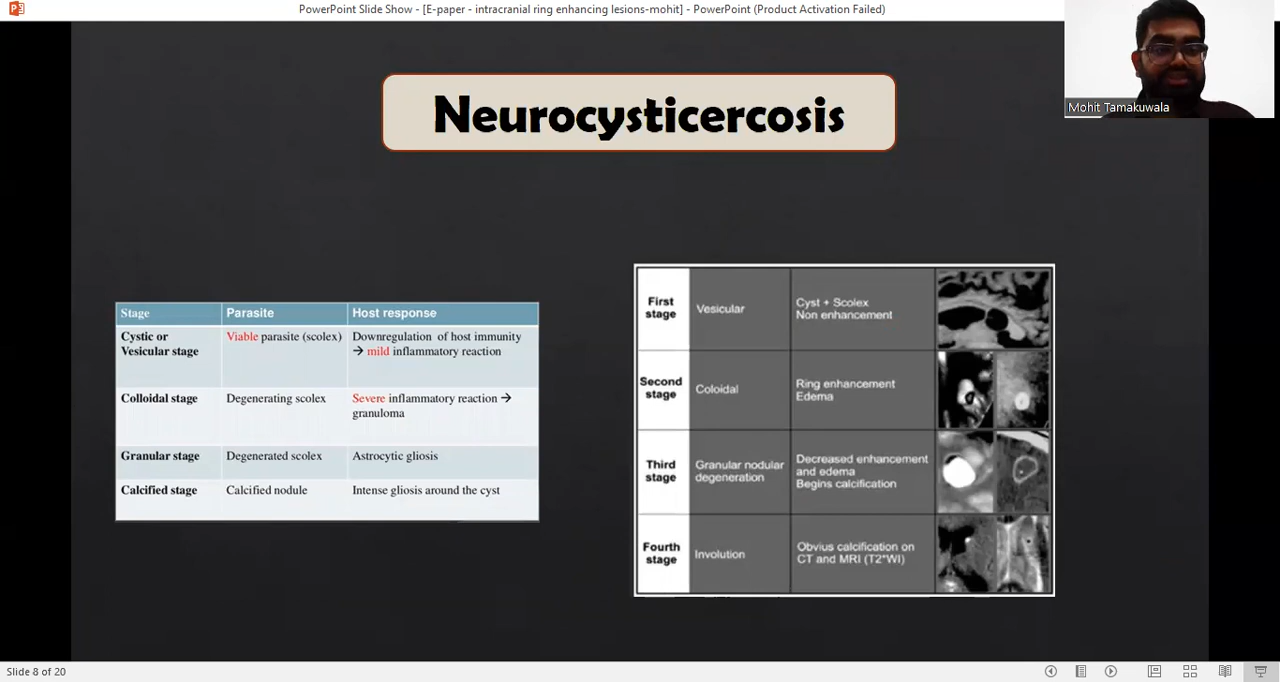 PowerPoint Slide Show - [E-paper - intracranial ring enhancing lesions-mohit] - PowerPoint (Product Activation Failed)
Mohit Tamakuwala
Neurocysticercosis
Stage Parasite Host response
Cystic or Viable parasite (scolex) Downregulation of host immunity
Vesicular stage → mild inflammatory reaction
Colloidal stage Degenerating scolex Severe inflammatory reaction →
granuloma
Granular stage Degenerated scolex Astrocytic gliosis
Calcified stage Calcified nodule Intense gliosis around the cyst
First stage Vesicular Cyst + Scolex
Non enhancement
Second stage Coloidal Ring enhancement
Edema
Third stage Granular nodular degeneration Decreased enhancement
and edema
Begins calcification
Fourth stage Involution Obvius calcification on
CT and MRI (T2*WI)
Slide 8 of 20